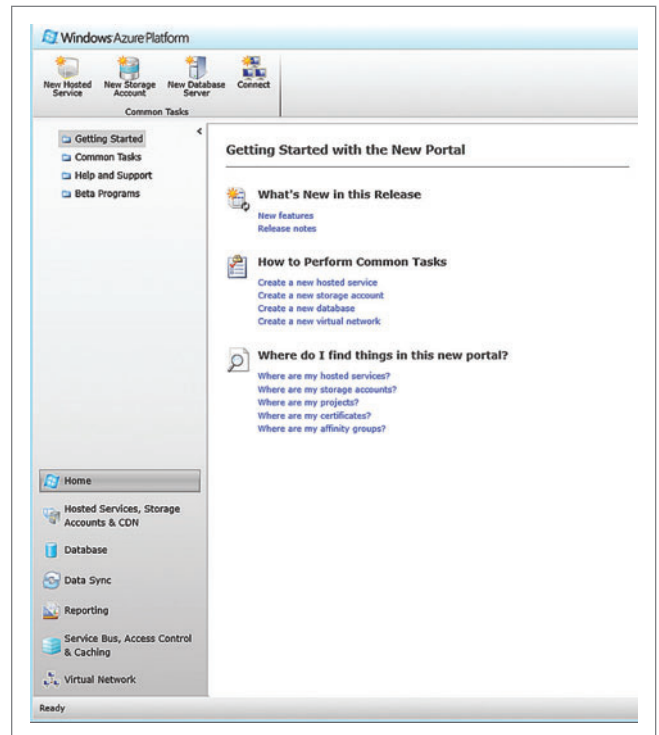 Windows Azure Platform
New Hosted Service
New Storage Account
New Database Server
Connect
Common Tasks
Getting Started
Common Tasks
Help and Support
Beta Programs
Getting Started with the New Portal
What's New in this Release
New features
Release notes
How to Perform Common Tasks
Create a new hosted service
Create a new storage account
Create a new database
Create a new virtual network
Where do I find things in this new portal?
Where are my hosted services?
Where are my storage accounts?
Where are my projects?
Where are my certificates?
Where are my affinity groups?
Home
Hosted Services, Storage
Accounts & CDN
Database
Data Sync
Reporting
Service Bus, Access Control
& Caching
Virtual Network
Ready